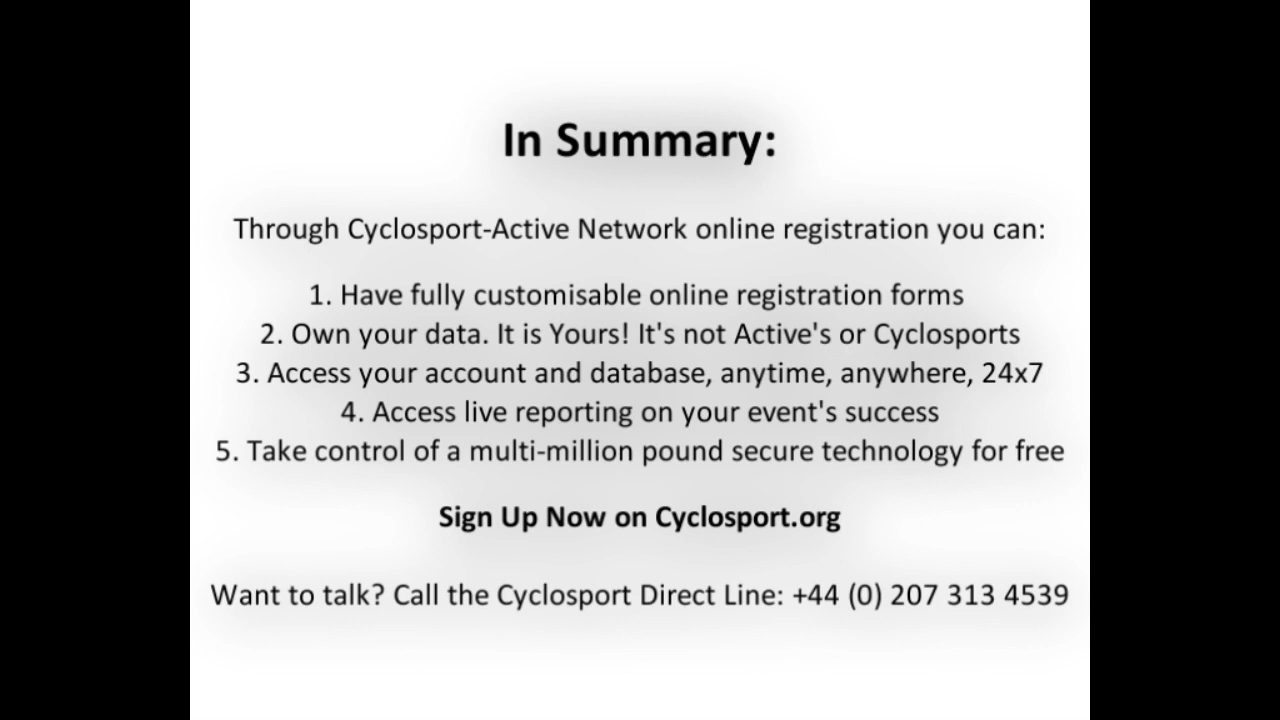 In Summary:
Through Cyclosport-Active Network online registration you can:
1. Have fully customisable online registration forms
2. Own your data. It is Yours! It's not Active's or Cyclosports
3. Access your account and database, anytime, anywhere, 24x7
4. Access live reporting on your event's success
5. Take control of a multi-million pound secure technology for free
Sign Up Now on Cyclosport.org
Want to talk? Call the Cyclosport Direct Line: +44 (0) 207 313 4539